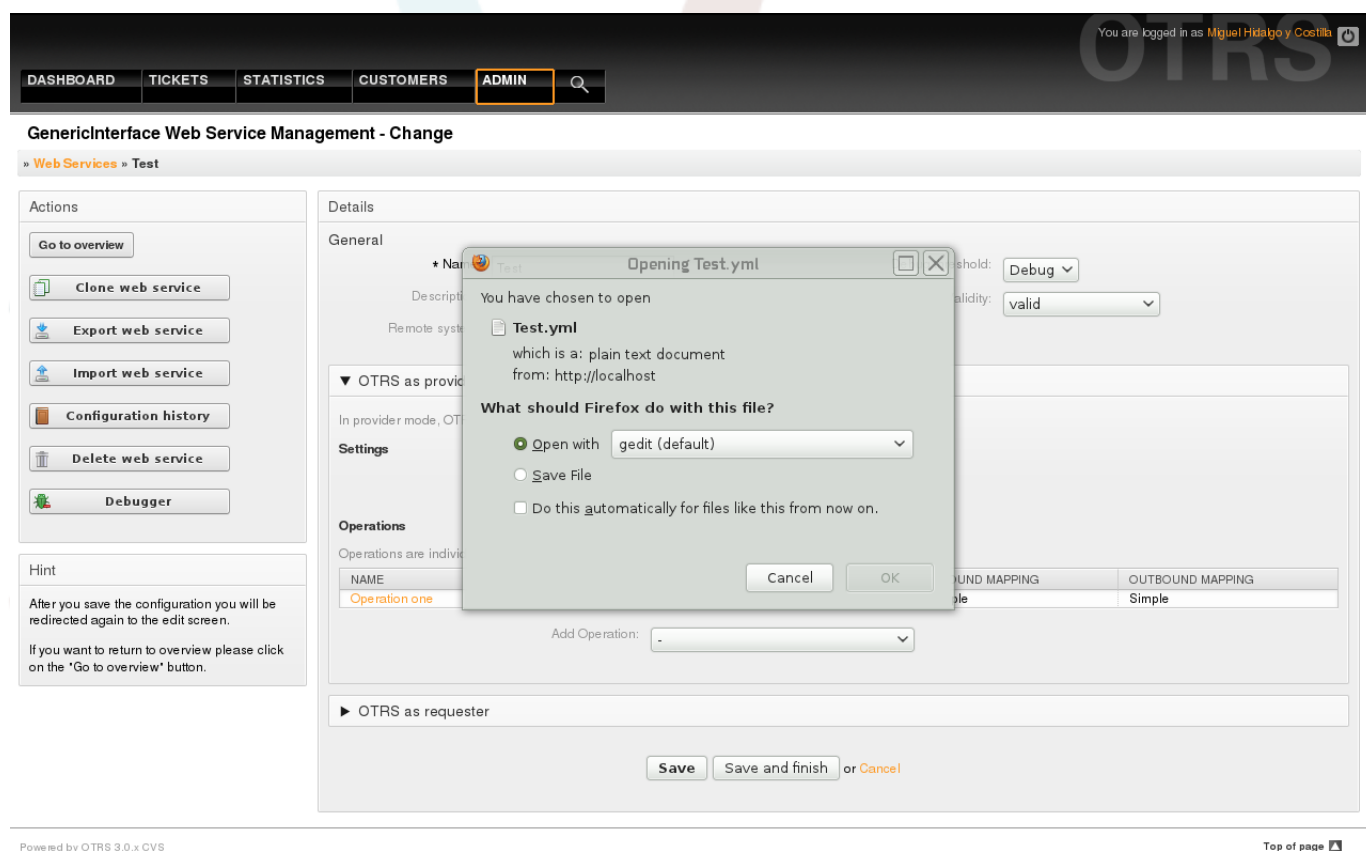 OTRS
You are logged in as Miguel Hidalgo y Costilla
DASHBOARD TICKETS STATISTICS CUSTOMERS ADMIN
GenericInterface Web Service Management - Change
» Web Services » Test
Actions
Go to overview
Clone web service
Export web service
Import web service
Configuration history
Delete web service
Debugger
Hint
After you save the configuration you will be
redirected again to the edit screen.
If you want to return to overview please click
on the "Go to overview" button.
Details
General
* Nam
Test
shold: Debug
Descripti
alidity: valid
Remote syste
Opening Test.yml
You have chosen to open
Test.yml
which is a: plain text document
from: http://localhost
What should Firefox do with this file?
Open with gedit (default)
Save File
Do this automatically for files like this from now on.
Cancel OK
▼ OTRS as provid
In provider mode, OT
Settings
Operations
Operations are individ
NAME OUND MAPPING OUTBOUND MAPPING
Operation one ple Simple
Add Operation: -
► OTRS as requester
Save Save and finish or Cancel
Powered by OTRS 3.0.x CVS
Top of page